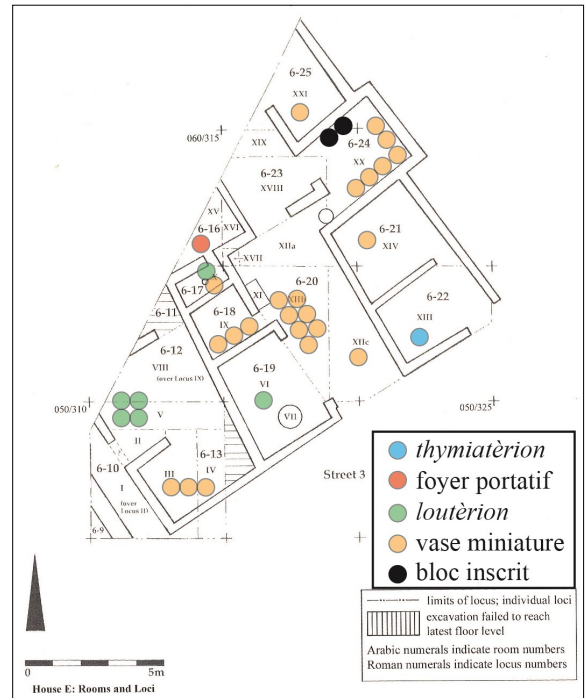 6-25
XXI
060/315
XIX
6-24
XX
6-23
XVIII
XV
6-16
XVI
XIIa
6-21
XIV
XVII
6-17
6-20
XI
XIIb
6-22
XIII
6-11
6-18
IX
6-12
VIII
(over Locus IX)
XIIc
6-19
VI
050/310
V
VII
050/325
II
6-10
6-13
I
III
IV
(over
Locus II)
Street 3
6-9
thymiatèrion
foyer portatif
loutèrion
vase miniature
bloc inscrit
limits of locus; individual loci
excavation failed to reach
latest floor level
Arabic numerals indicate room numbers
Roman numerals indicate locus numbers
0 5m
House E: Rooms and Loci